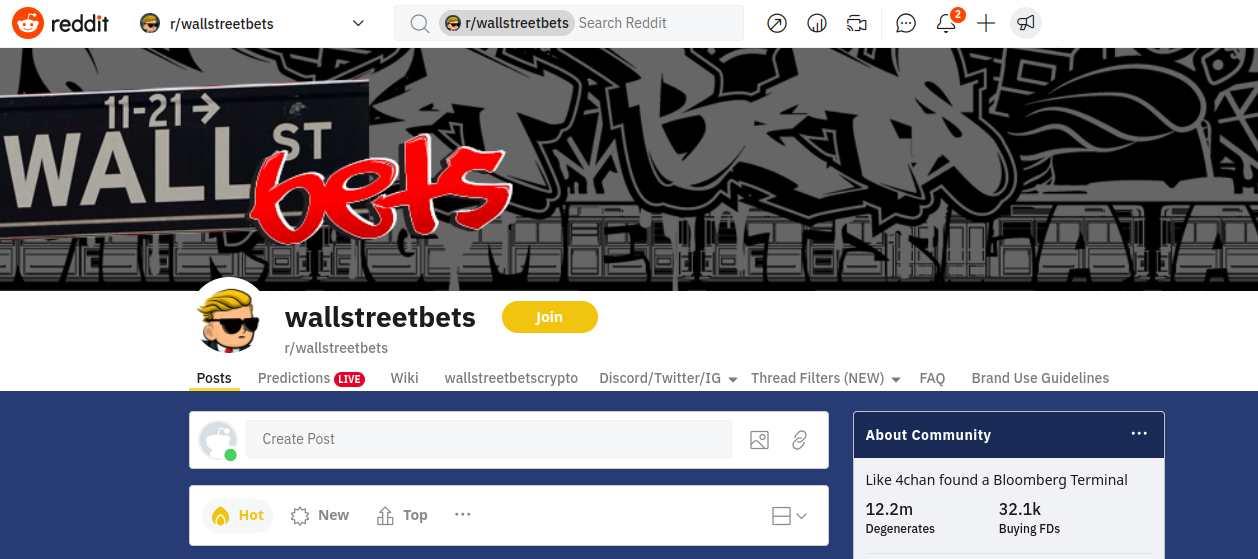 reddit r/wallstreetbets r/wallstreetbets Search Reddit 2
11-21 →
WALL ST
bets
wallstreetbets Join
r/wallstreetbets
Posts Predictions LIVE Wiki wallstreetbetscrypto Discord/Twitter/IG Thread Filters (NEW) FAQ Brand Use Guidelines
Create Post
About Community
Hot New Top
Like 4chan found a Bloomberg Terminal
12.2m 32.1k
Degenerates Buying FDs